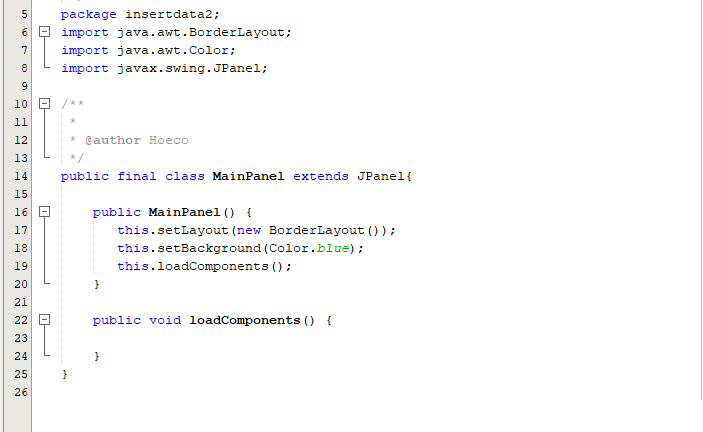 5 package insertdata2;
6 import java.awt.BorderLayout;
7 import java.awt.Color;
8 import javax.swing.JPanel;
9
10 /**
11 *
12 * @author Hoeco
13 */
14 public final class MainPanel extends JPanel{
15
16 public MainPanel() {
17 this.setLayout(new BorderLayout());
18 this.setBackground(Color.blue);
19 this.loadComponents();
20 }
21
22 public void loadComponents() {
23
24 }
25 }
26